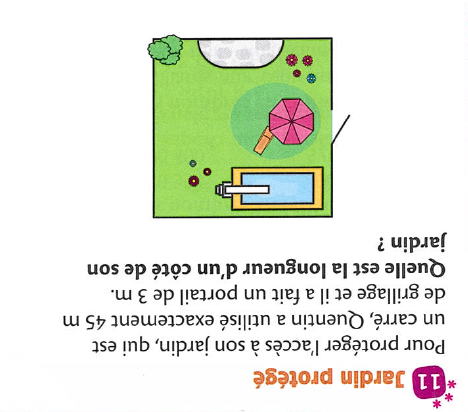 11 Jardin protégé
Pour protéger l'accès à son jardin, qui est
un carré, Quentin a utilisé exactement 45 m
de grillage et il a fait un portail de 3 m.
Quelle est la longueur d'un côté de son
jardin ?